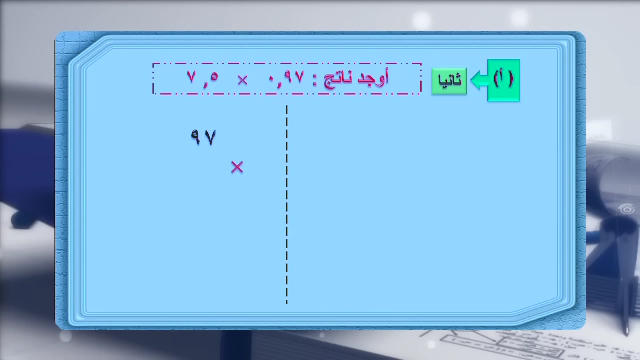 (أ) ثانيا أوجد ناتج : ٠,٩٧ × ٧,٥
٩٧
×